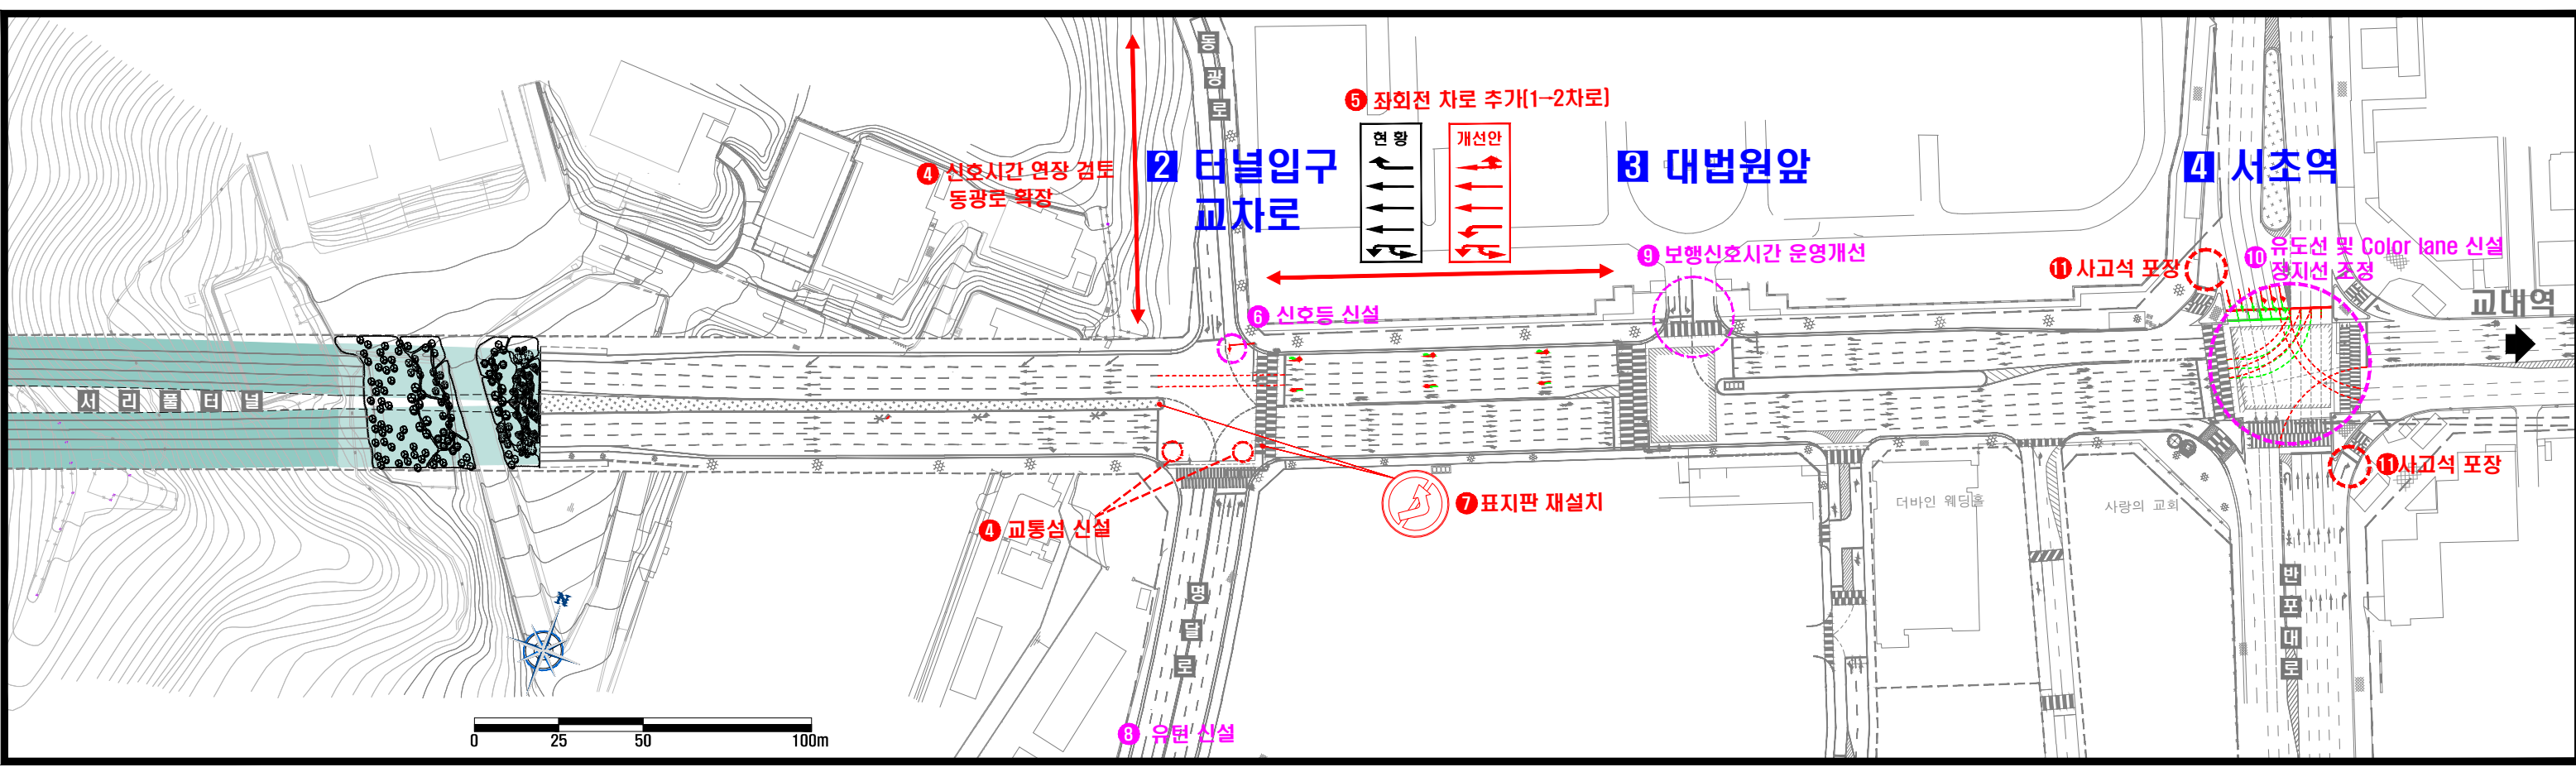 동
광
로
❺ 좌회전 차로 추가(1→2차로)
현 황
개선안
❹ 신호시간 연장 검토
동광로 확장
2 터널입구
교차로
3 대법원앞
4 서초역
❾ 보행신호시간 운영개선
⓫ 사고석 포장
❿ 유도선 및 Color lane 신설
정지선 조정
교대역
❻ 신호등 신설
서 리 풀 터 널
⓫ 사고석 포장
❼ 표지판 재설치
더바인 웨딩홀
사랑의 교회
❹ 교통섬 신설
N
명
달
로
반
포
대
로
❽ 유턴 신설
0 25 50 100m